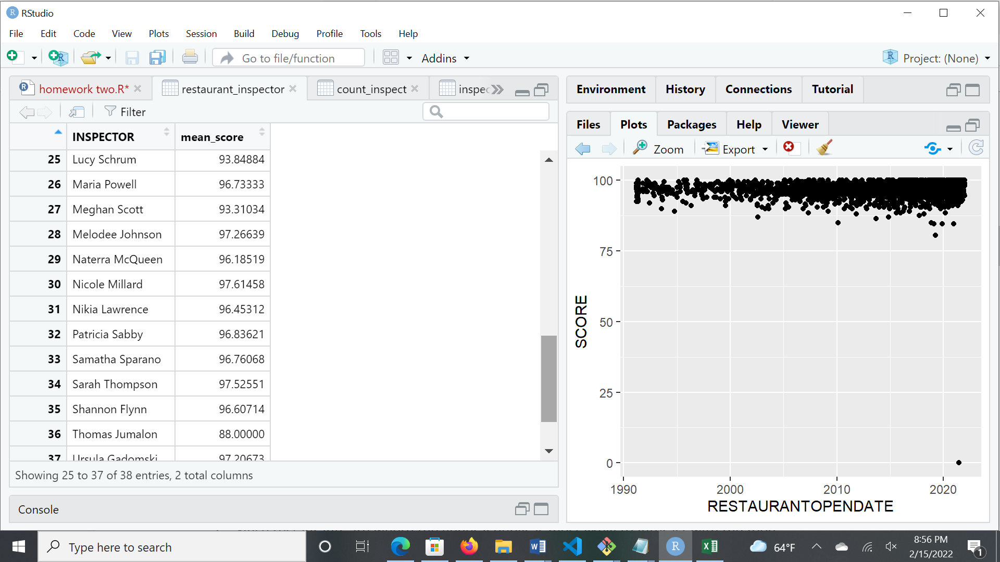 RStudio
File Edit Code View Plots Session Build Debug Profile Tools Help
Go to file/function Addins Project: (None)
homework two.R* restaurant_inspector count_inspect inspec
Filter
INSPECTOR mean_score
25 Lucy Schrum 93.84884
26 Maria Powell 96.73333
27 Meghan Scott 93.31034
28 Melodee Johnson 97.26639
29 Naterra McQueen 96.18519
30 Nicole Millard 97.61458
31 Nikia Lawrence 96.45312
32 Patricia Sabby 96.83621
33 Samatha Sparano 96.76068
34 Sarah Thompson 97.52551
35 Shannon Flynn 96.60714
36 Thomas Jumalon 88.00000
37 Ursula Gadomski 97.20673
Showing 25 to 37 of 38 entries, 2 total columns
Console
Environment History Connections Tutorial
Files Plots Packages Help Viewer
Zoom Export
100
75
50
25
0
SCORE
1990 2000 2010 2020
RESTAURANTOPENDATE
Type here to search
64°F
8:56 PM
2/15/2022
1